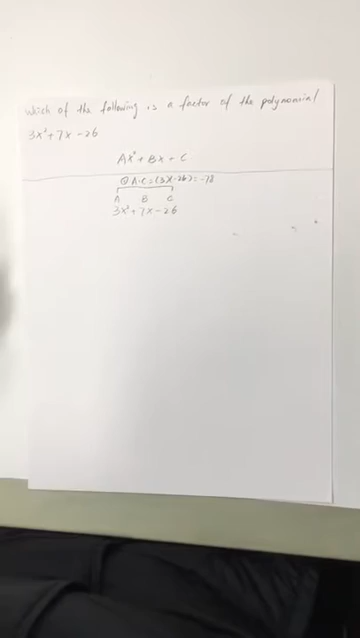 Which of the following is a factor of the polynomial
3x²+7x-26
Ax²+Bx+C
① A·C=(3)(-26)=-78
A B C
3x²+7x-26